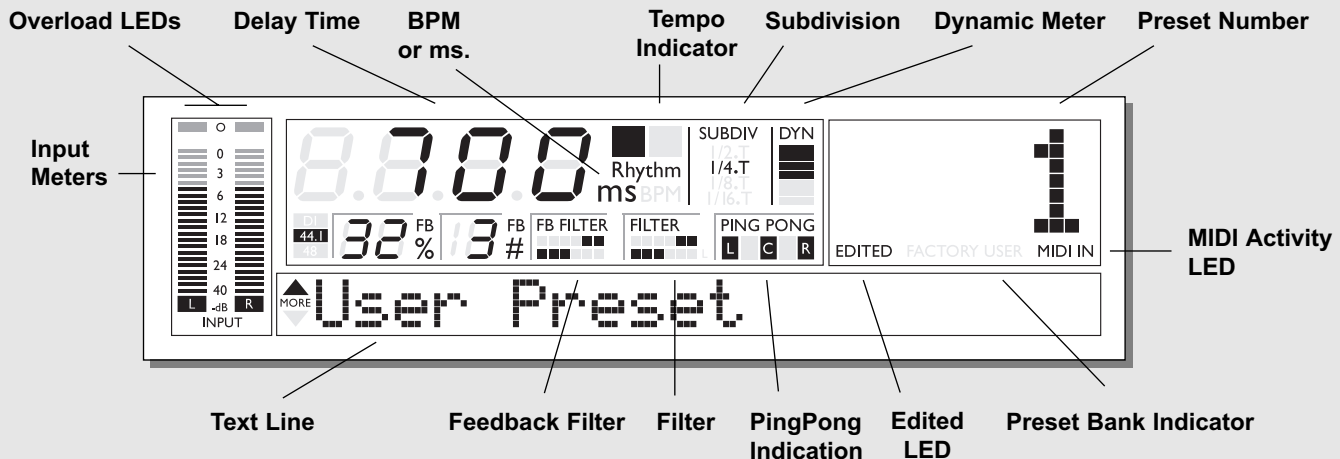 Overload LEDs
Delay Time
BPM
or ms.
Tempo
Indicator
Subdivision
Dynamic Meter
Preset Number
Input
Meters
O
0
3
6
12
18
24
40
L -dB R
INPUT
700
Rhythm
ms BPM
SUBDIV
1/2.T
1/4.T
1/8.T
1/16.T
DYN
1
DI
44.1
48
32 FB %
3 FB #
FB FILTER
FILTER
L
PING PONG
L C R
EDITED FACTORY USER MIDI IN
MIDI Activity
LED
MORE
User Preset
Text Line
Feedback Filter
Filter
PingPong
Indication
Edited
LED
Preset Bank Indicator